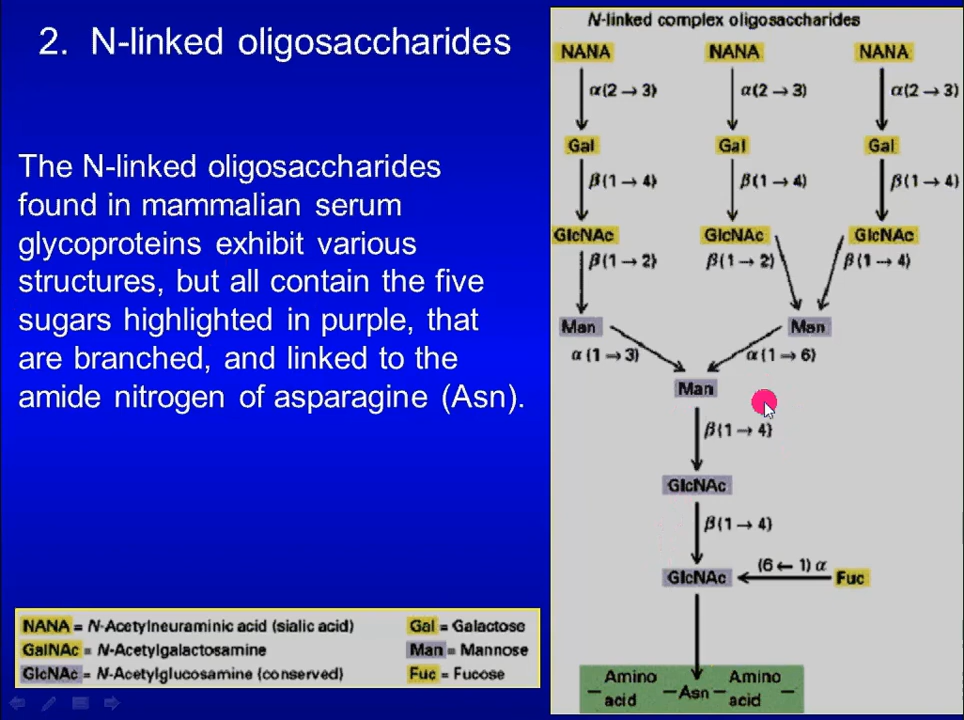 2. N-linked oligosaccharides
The N-linked oligosaccharides
found in mammalian serum
glycoproteins exhibit various
structures, but all contain the five
sugars highlighted in purple, that
are branched, and linked to the
amide nitrogen of asparagine (Asn).
NANA = N-Acetylneuraminic acid (sialic acid)
GalNAc = N-Acetylgalactosamine
GlcNAc = N-Acetylglucosamine (conserved)
Gal = Galactose
Man = Mannose
Fuc = Fucose
N-linked complex oligosaccharides
NANA NANA NANA
α(2→3) α(2→3) α(2→3)
Gal Gal Gal
β(1→4) β(1→4) β(1→4)
GlcNAc GlcNAc GlcNAc
β(1→2) β(1→2) β(1→4)
Man Man
α(1→3) α(1→6)
Man
β(1→4)
GlcNAc
β(1→4)
(6←1)α
GlcNAc Fuc
Amino Amino
– acid –Asn– acid –